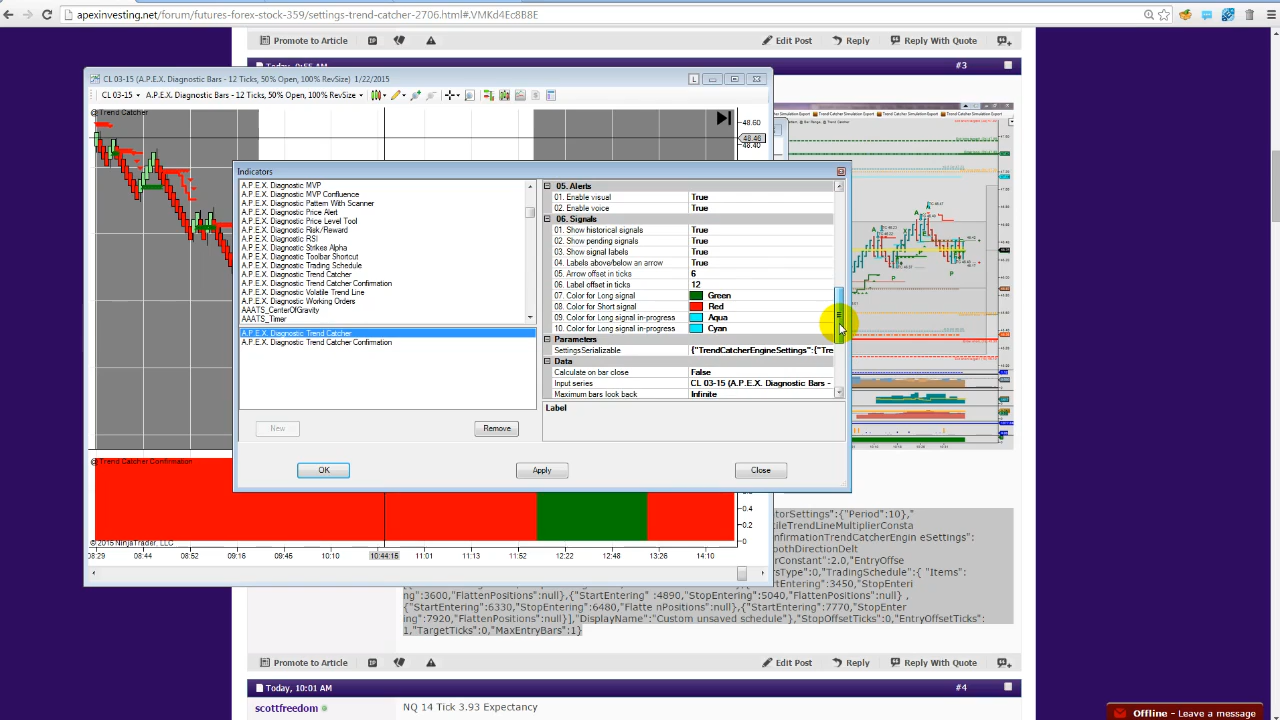 apexinvesting.net/forum/futures-forex-stock-359/settings-trend-catcher-2706.html#.VMKd4Ec8B8E
Promote to Article
Edit Post
Reply
Reply With Quote
#3
CL 03-15 (A.P.E.X. Diagnostic Bars - 12 Ticks, 50% Open, 100% RevSize) 1/22/2015
L
CL 03-15
A.P.E.X. Diagnostic Bars - 12 Ticks, 50% Open, 100% RevSize
@ Trend Catcher
48.60
48.46
48.40
Indicators
A.P.E.X. Diagnostic MVP
A.P.E.X. Diagnostic MVP Confluence
A.P.E.X. Diagnostic Pattern With Scanner
A.P.E.X. Diagnostic Price Alert
A.P.E.X. Diagnostic Price Level Tool
A.P.E.X. Diagnostic Risk/Reward
A.P.E.X. Diagnostic RSI
A.P.E.X. Diagnostic Strikes Alpha
A.P.E.X. Diagnostic Toolbar Shortcut
A.P.E.X. Diagnostic Trading Schedule
A.P.E.X. Diagnostic Trend Catcher
A.P.E.X. Diagnostic Trend Catcher Confirmation
A.P.E.X. Diagnostic Volatile Trend Line
A.P.E.X. Diagnostic Working Orders
AAATS_CenterOfGravity
AAATS_Timer
A.P.E.X. Diagnostic Trend Catcher
A.P.E.X. Diagnostic Trend Catcher Confirmation
New
Remove
05. Alerts
01. Enable visual True
02. Enable voice True
06. Signals
01. Show historical signals True
02. Show pending signals True
03. Show signal labels True
04. Labels above/below an arrow True
05. Arrow offset in ticks 6
06. Label offset in ticks 12
07. Color for Long signal Green
08. Color for Short signal Red
09. Color for Long signal in-progress Aqua
10. Color for Long signal in-progress Cyan
Parameters
SettingsSerializable {"TrendCatcherEngineSettings":{"Tre
Data
Calculate on bar close False
Input series CL 03-15 (A.P.E.X. Diagnostic Bars -
Maximum bars look back Infinite
Label
OK
Apply
Close
@ Trend Catcher Confirmation
0.4
0.2
0
© 2015 NinjaTrader, LLC
08:29 08:44 08:52 09:16 09:45 10:10 10:44:15 11:01 11:13 11:52 12:22 12:58 13:26 14:10
atorSettings":{"Period":10},"
tileTrendLineMultiplierConsta
nfirmationTrendCatcherEngin eSettings":
oothDirectionDelt
erConstant":2.0,"EntryOffse
rsType":0,"TradingSchedule":{ "Items":
artEntering":3450,"StopEnteri
ng":3600,"FlattenPositions":null},{"StartEntering" :4890,"StopEntering":5040,"FlattenPositions":null} ,
{"StartEntering":6330,"StopEntering":6480,"Flatte nPositions":null},{"StartEntering":7770,"StopEnter
ing":7920,"FlattenPositions":null}],"DisplayName":"Custom unsaved schedule"},"StopOffsetTicks":0,"EntryOffsetTicks":
1,"TargetTicks":0,"MaxEntryBars":1}
Promote to Article
Edit Post
Reply
Reply With Quote
Today, 10:01 AM
#4
scottfreedom
NQ 14 Tick 3.93 Expectancy
Offline - Leave a message